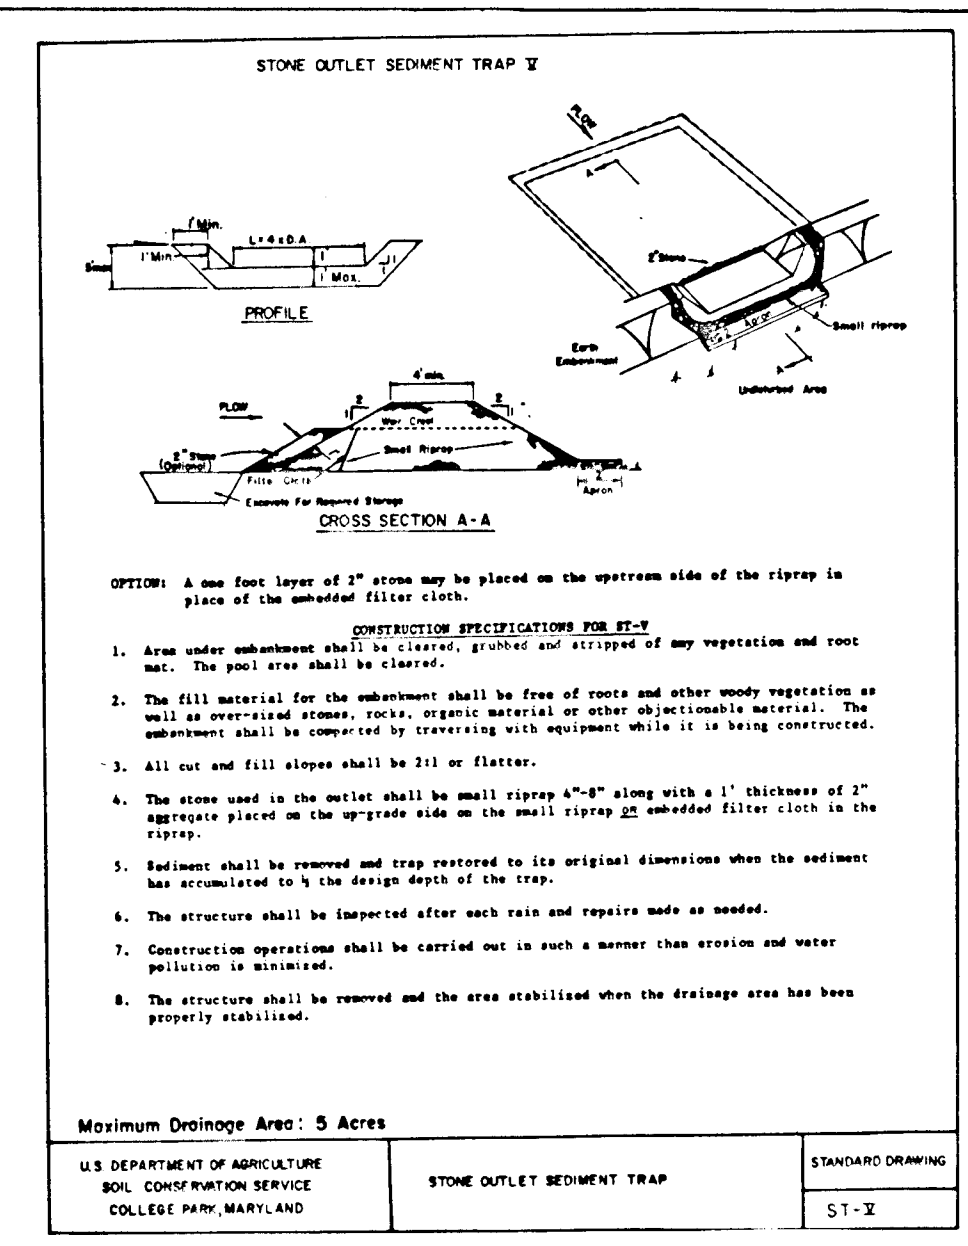 STONE OUTLET SEDIMENT TRAP V
FLOW
A
1' Min.
L = 4 x D.A.
1' Min
1'
5' max
1' Max.
1
1
PROFILE
2" Stone
Apron
Small riprap
Earth
Embankment
A
Undisturbed Area
4' min.
FLOW
2
1
2
1
Weir Crest
2" Stone
(Optional)
Small Riprap
Filter Cloth
2'
Apron
Excavate For Required Storage
CROSS SECTION A-A
OPTION: A one foot layer of 2" stone may be placed on the upstream side of the riprap in
place of the embedded filter cloth.
CONSTRUCTION SPECIFICATIONS FOR ST-V
1. Area under embankment shall be cleared, grubbed and stripped of any vegetation and root
mat. The pool area shall be cleared.
2. The fill material for the embankment shall be free of roots and other woody vegetation as
well as over-sized stones, rocks, organic material or other objectionable material. The
embankment shall be compacted by traversing with equipment while it is being constructed.
3. All cut and fill slopes shall be 2:1 or flatter.
4. The stone used in the outlet shall be small riprap 4"-8" along with a 1' thickness of 2"
aggregate placed on the up-grade side on the small riprap or embedded filter cloth in the
riprap.
5. Sediment shall be removed and trap restored to its original dimensions when the sediment
has accumulated to ½ the design depth of the trap.
6. The structure shall be inspected after each rain and repairs made as needed.
7. Construction operations shall be carried out in such a manner than erosion and water
pollution is minimized.
8. The structure shall be removed and the area stabilized when the drainage area has been
properly stabilized.
Maximum Drainage Area: 5 Acres
U.S. DEPARTMENT OF AGRICULTURE
SOIL CONSERVATION SERVICE
COLLEGE PARK, MARYLAND
STONE OUTLET SEDIMENT TRAP
STANDARD DRAWING
ST-V